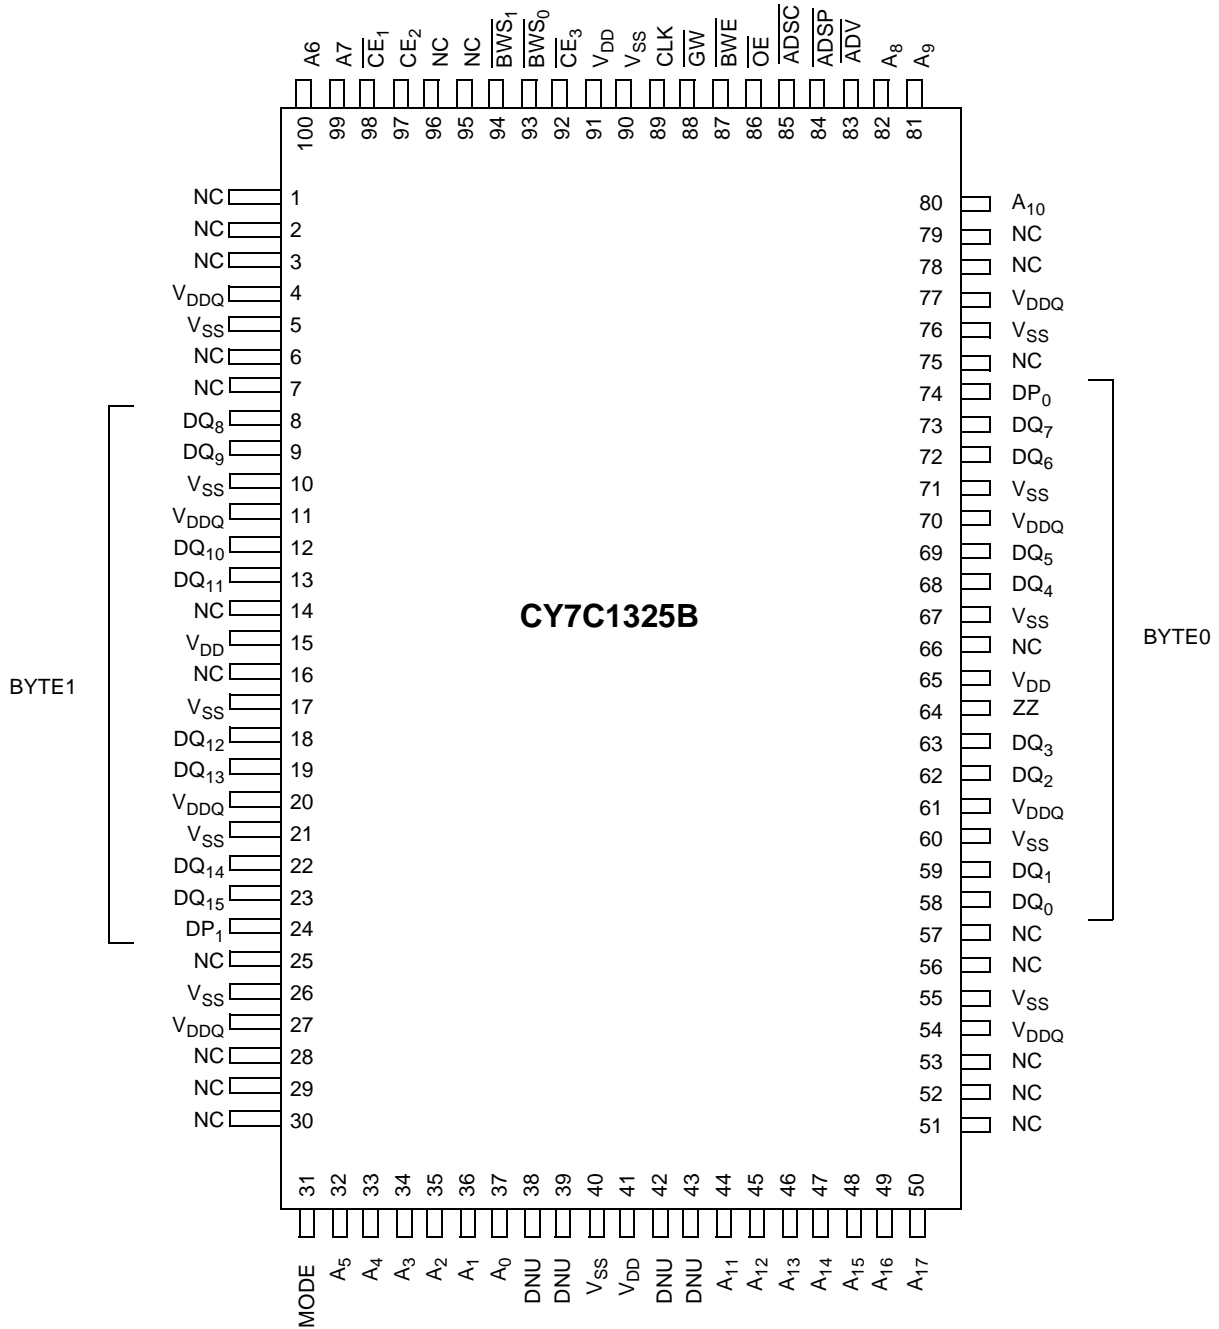 A6 A7 CE1 CE2 NC NC BWS1 BWS0 CE3 VDD VSS CLK GW BWE OE ADSC ADSP ADV A8 A9
100 99 98 97 96 95 94 93 92 91 90 89 88 87 86 85 84 83 82 81
NC 1
NC 2
NC 3
VDDQ 4
VSS 5
NC 6
NC 7
DQ8 8
DQ9 9
VSS 10
VDDQ 11
DQ10 12
DQ11 13
NC 14
VDD 15
NC 16
VSS 17
DQ12 18
DQ13 19
VDDQ 20
VSS 21
DQ14 22
DQ15 23
DP1 24
NC 25
VSS 26
VDDQ 27
NC 28
NC 29
NC 30
BYTE1
CY7C1325B
80 A10
79 NC
78 NC
77 VDDQ
76 VSS
75 NC
74 DP0
73 DQ7
72 DQ6
71 VSS
70 VDDQ
69 DQ5
68 DQ4
67 VSS
66 NC
65 VDD
64 ZZ
63 DQ3
62 DQ2
61 VDDQ
60 VSS
59 DQ1
58 DQ0
57 NC
56 NC
55 VSS
54 VDDQ
53 NC
52 NC
51 NC
BYTE0
31 32 33 34 35 36 37 38 39 40 41 42 43 44 45 46 47 48 49 50
MODE A5 A4 A3 A2 A1 A0 DNU DNU VSS VDD DNU DNU A11 A12 A13 A14 A15 A16 A17